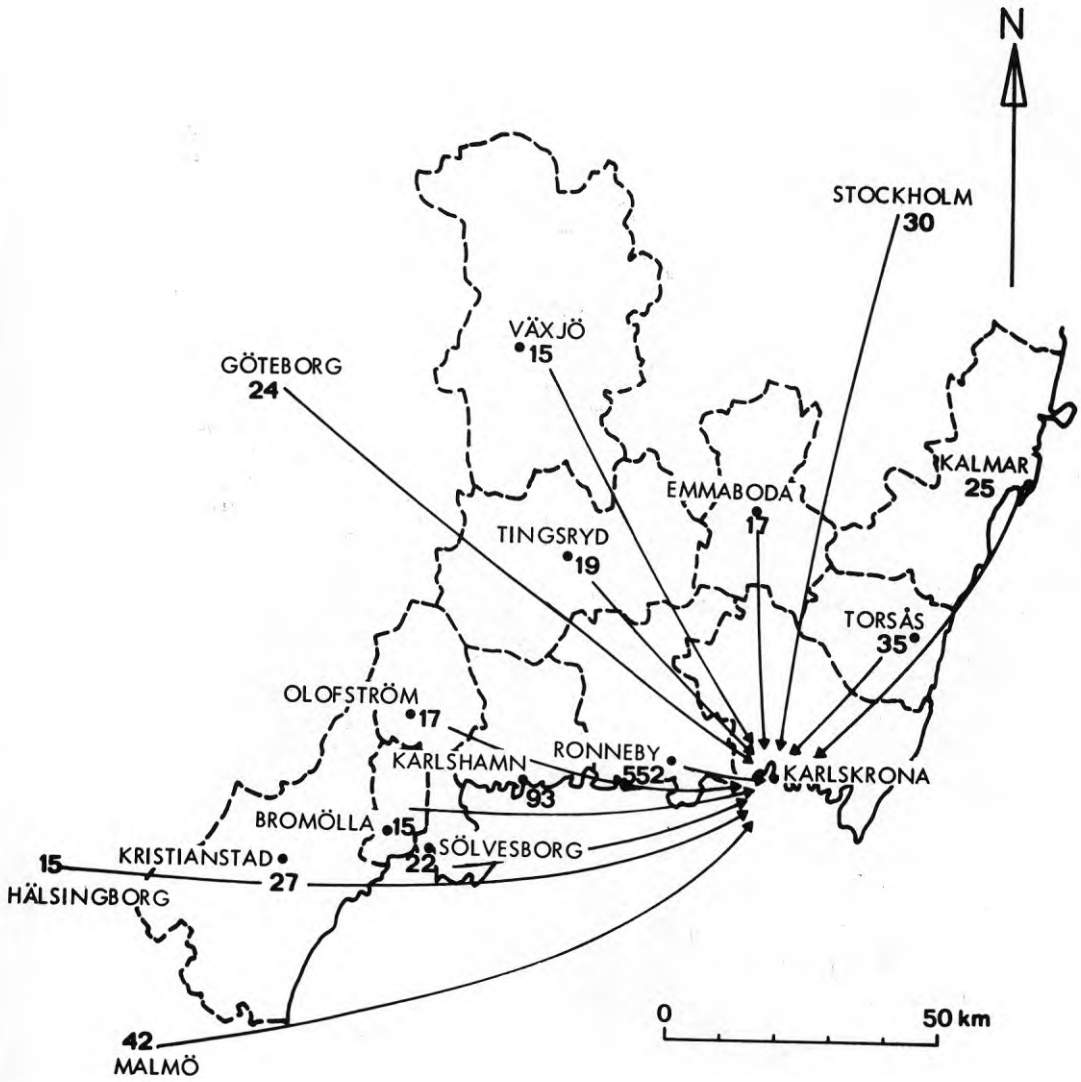 N
STOCKHOLM
30
VÄXJÖ
15
GÖTEBORG
24
KALMAR
25
EMMABODA
17
TINGSRYD
19
TORSÅS
35
OLOFSTRÖM
17
RONNEBY
552
KARLSHAMN
93
KARLSKRONA
BROMÖLLA
15
SÖLVESBORG
22
KRISTIANSTAD
27
15
HÄLSINGBORG
42
MALMÖ
0 50 km